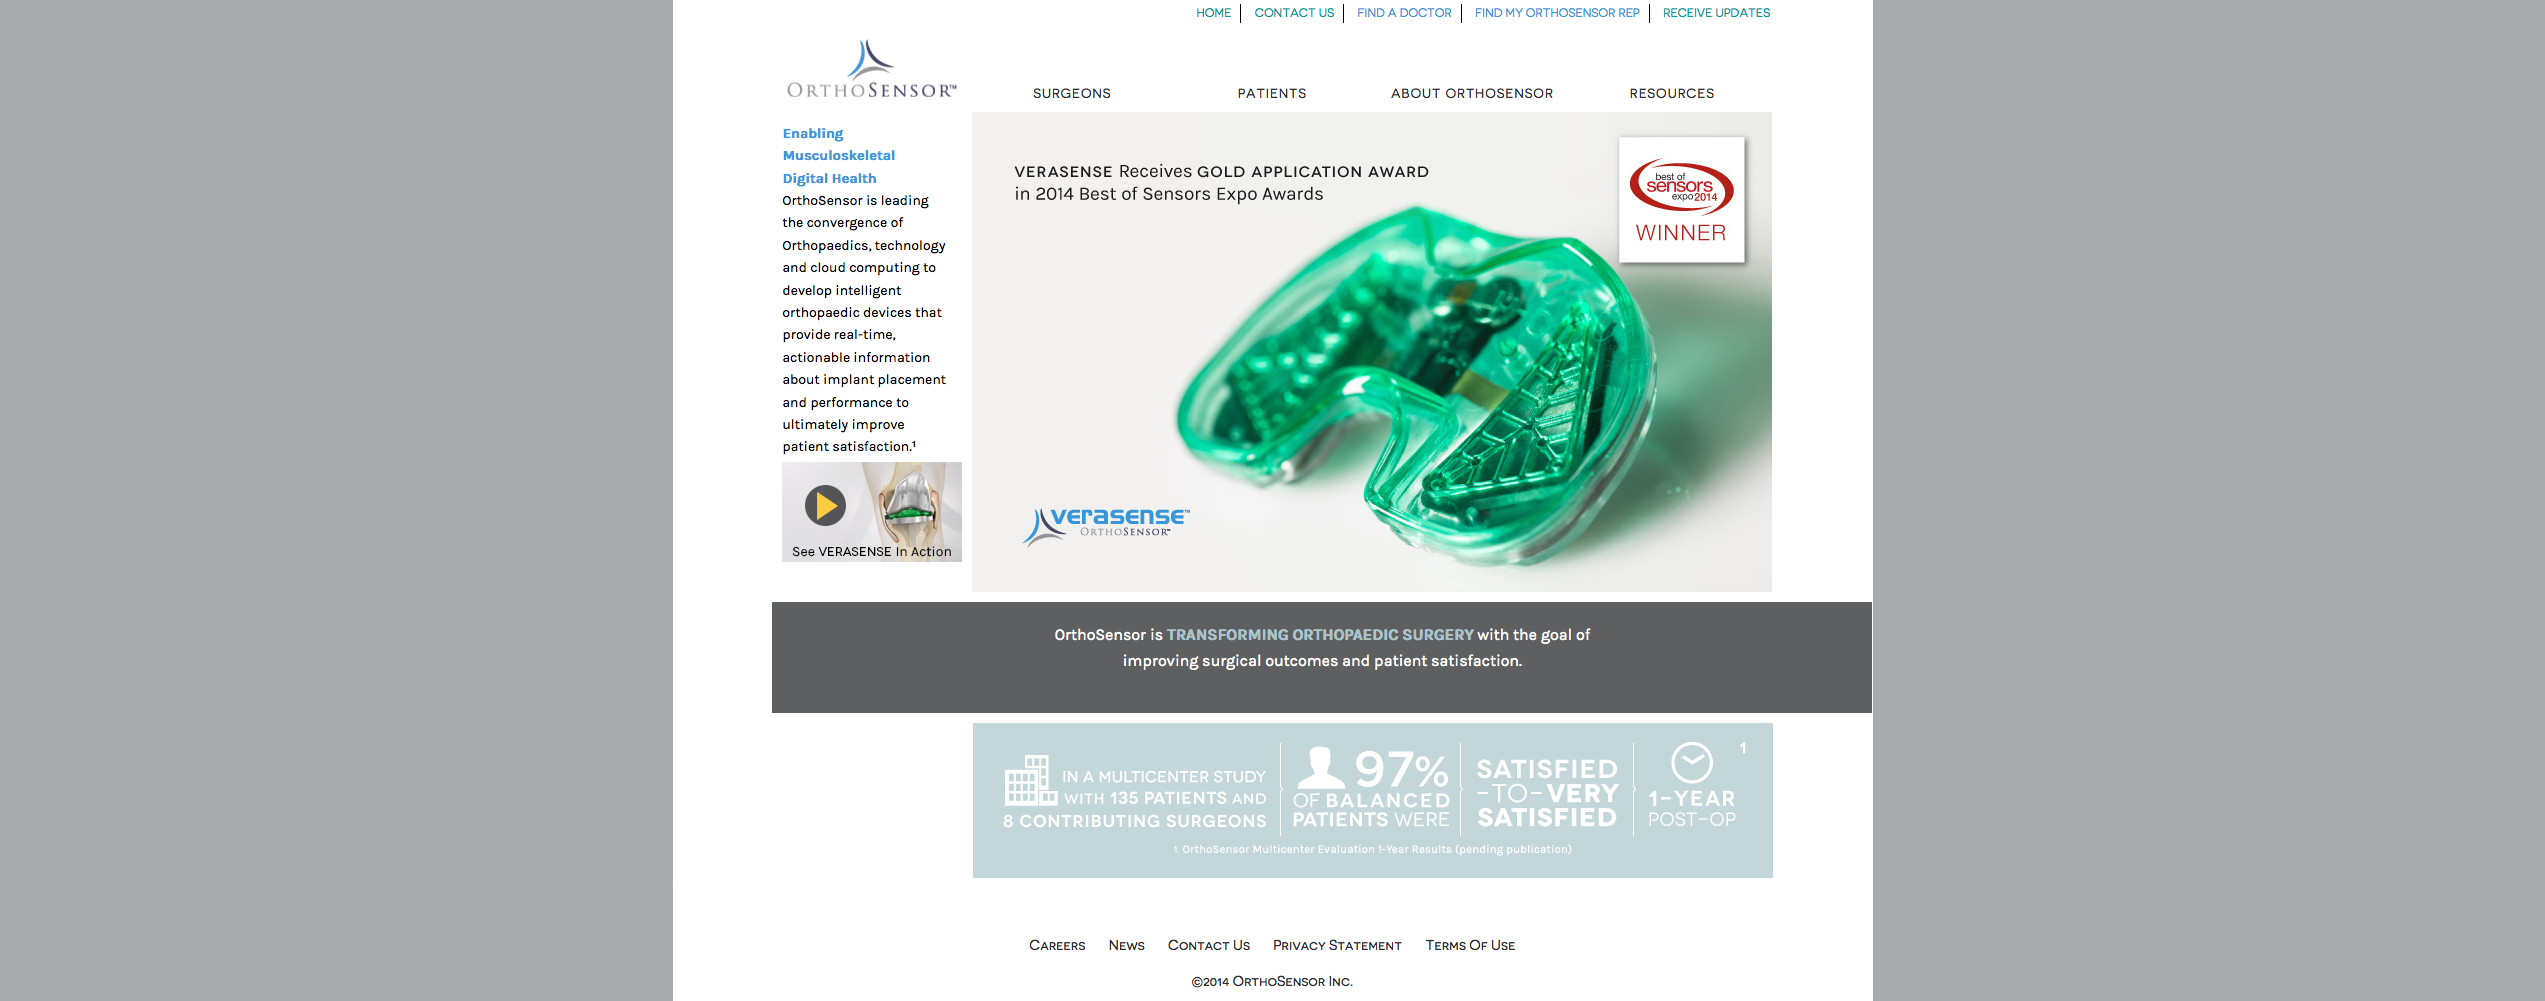 HOME
CONTACT US
FIND A DOCTOR
FIND MY ORTHOSENSOR REP
RECEIVE UPDATES
ORTHOSENSOR™
SURGEONS
PATIENTS
ABOUT ORTHOSENSOR
RESOURCES
Enabling
Musculoskeletal
Digital Health
OrthoSensor is leading
the convergence of
Orthopaedics, technology
and cloud computing to
develop intelligent
orthopaedic devices that
provide real-time,
actionable information
about implant placement
and performance to
ultimately improve
patient satisfaction.¹
See VERASENSE In Action
VERASENSE Receives GOLD APPLICATION AWARD
in 2014 Best of Sensors Expo Awards
best of
sensors
expo 2014
WINNER
verasense™
ORTHOSENSOR™
OrthoSensor is TRANSFORMING ORTHOPAEDIC SURGERY with the goal of
improving surgical outcomes and patient satisfaction.
IN A MULTICENTER STUDY
WITH 135 PATIENTS AND
8 CONTRIBUTING SURGEONS
97%
OF BALANCED
PATIENTS WERE
SATISFIED
-TO-VERY
SATISFIED
1
1-YEAR
POST-OP
1. OrthoSensor Multicenter Evaluation 1-Year Results (pending publication)
Careers
News
Contact Us
Privacy Statement
Terms Of Use
©2014 OrthoSensor Inc.